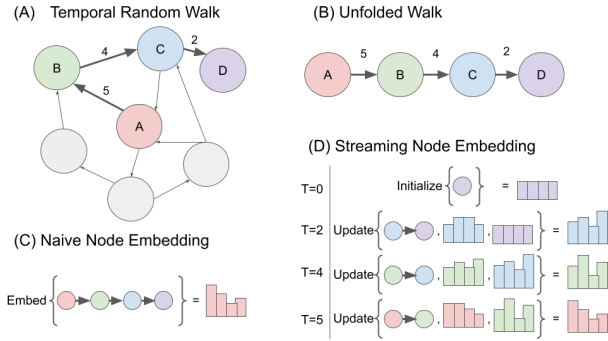 (A) Temporal Random Walk
B
4
C
2
D
5
A
(B) Unfolded Walk
A
5
B
4
C
2
D
(C) Naive Node Embedding
Embed { } =
(D) Streaming Node Embedding
T=0 Initialize { } =
T=2 Update { , , } =
T=4 Update { , , } =
T=5 Update { , , } =